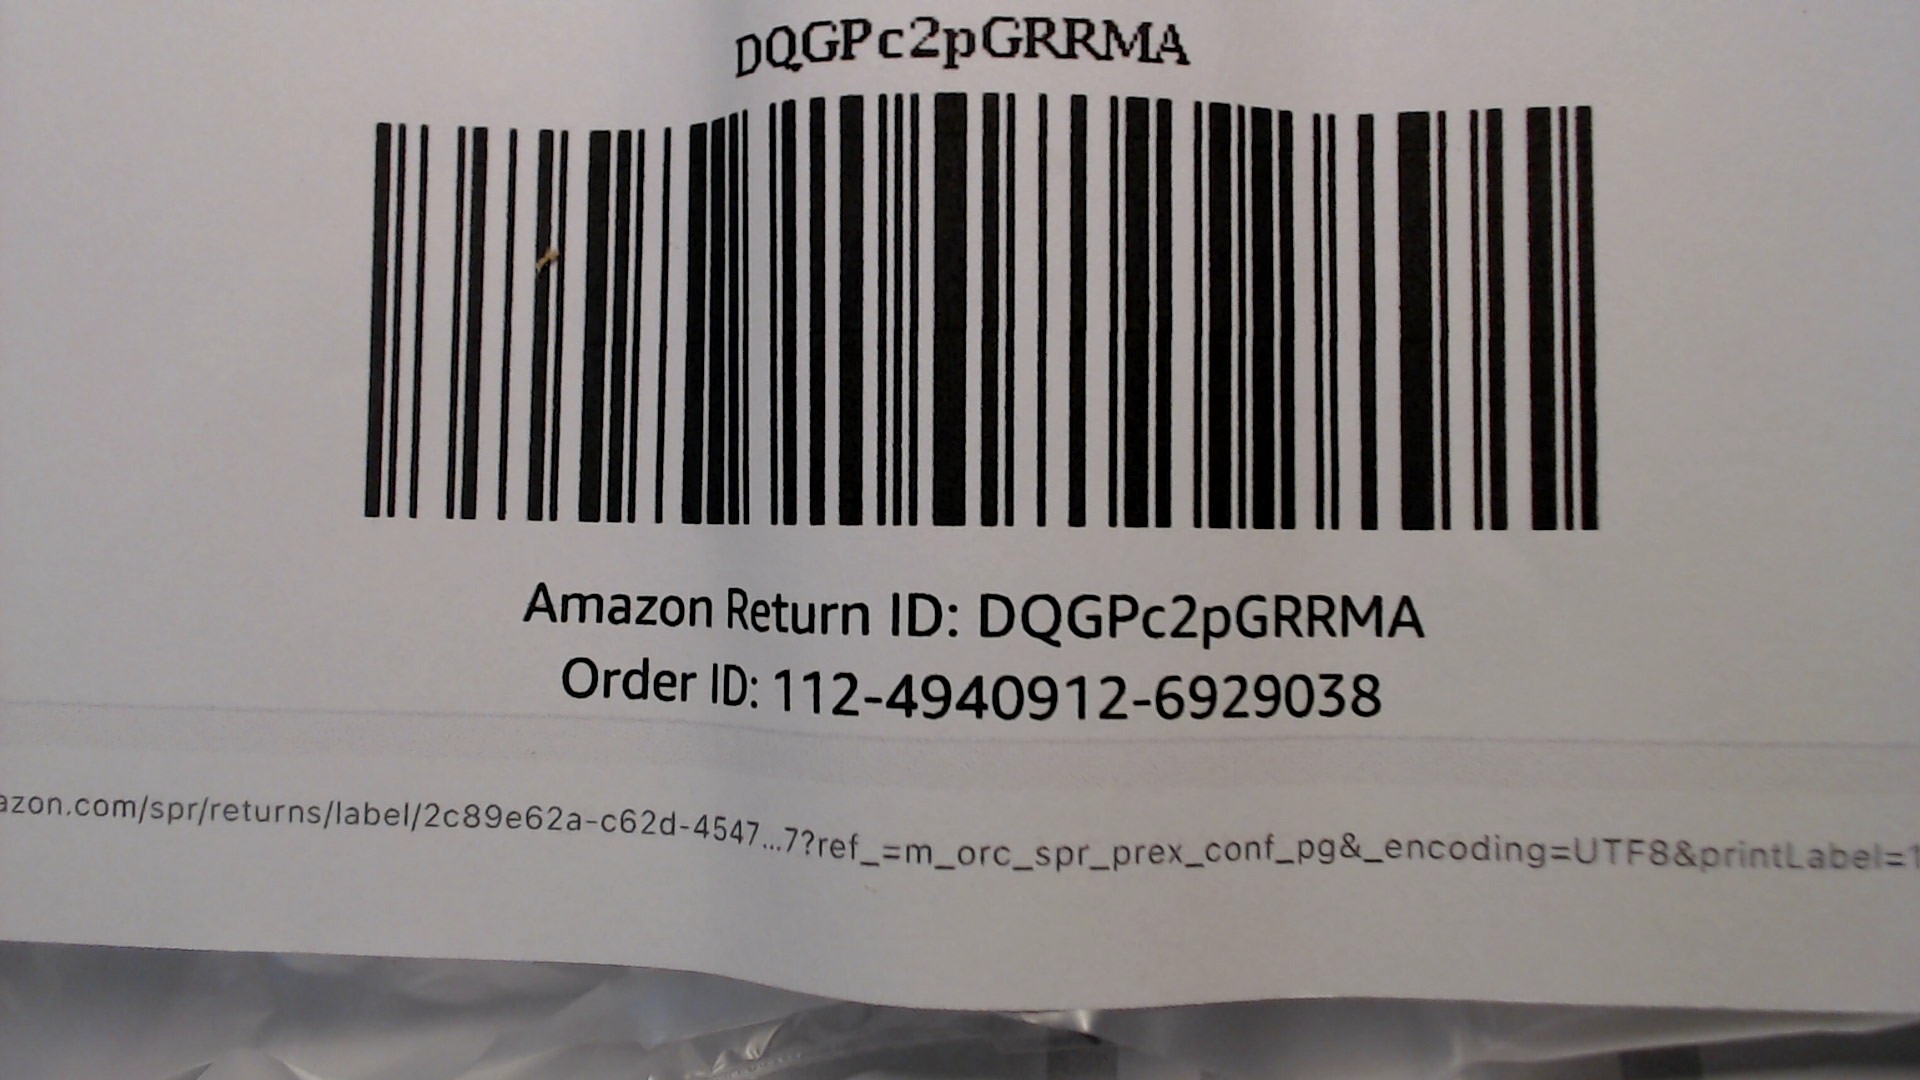 DQGPc2pGRRMA
Amazon Return ID: DQGPc2pGRRMA
Order ID: 112-4940912-6929038
azon.com/spr/returns/label/2c89e62a-c62d-4547...7?ref_=m_orc_spr_prex_conf_pg&_encoding=UTF8&printLabel=1